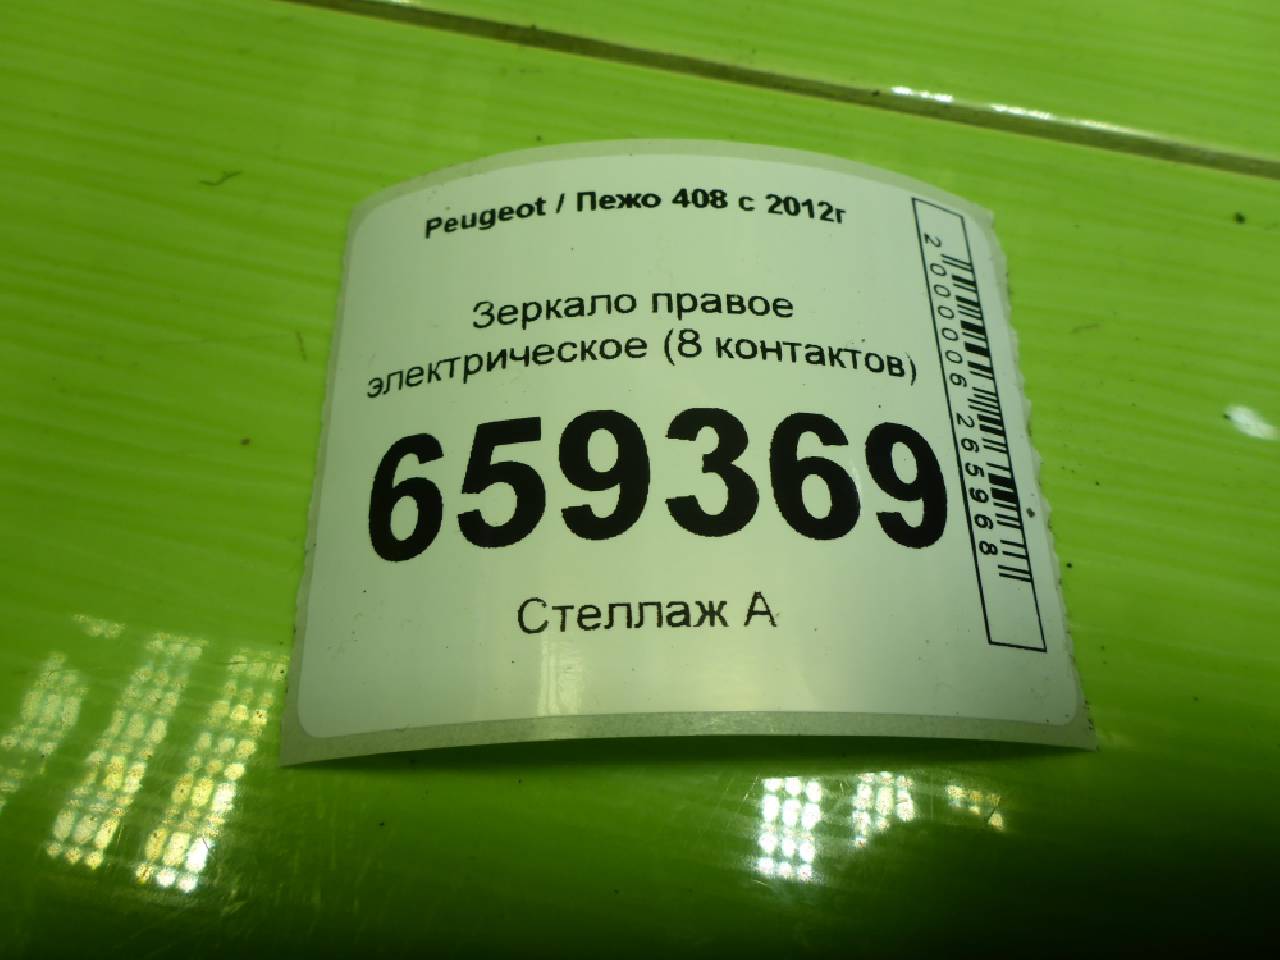 Peugeot / Пежо 408 с 2012г
Зеркало правое
электрическое (8 контактов)
659369
Стеллаж А
2000006265968